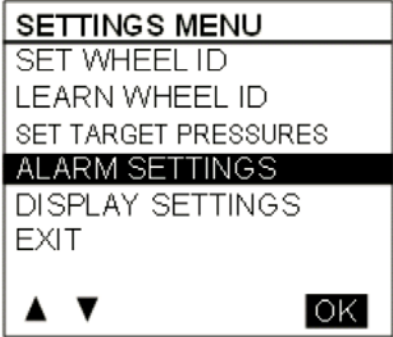 SETTINGS MENU
SET WHEEL ID
LEARN WHEEL ID
SET TARGET PRESSURES
ALARM SETTINGS
DISPLAY SETTINGS
EXIT
▲ ▼ OK